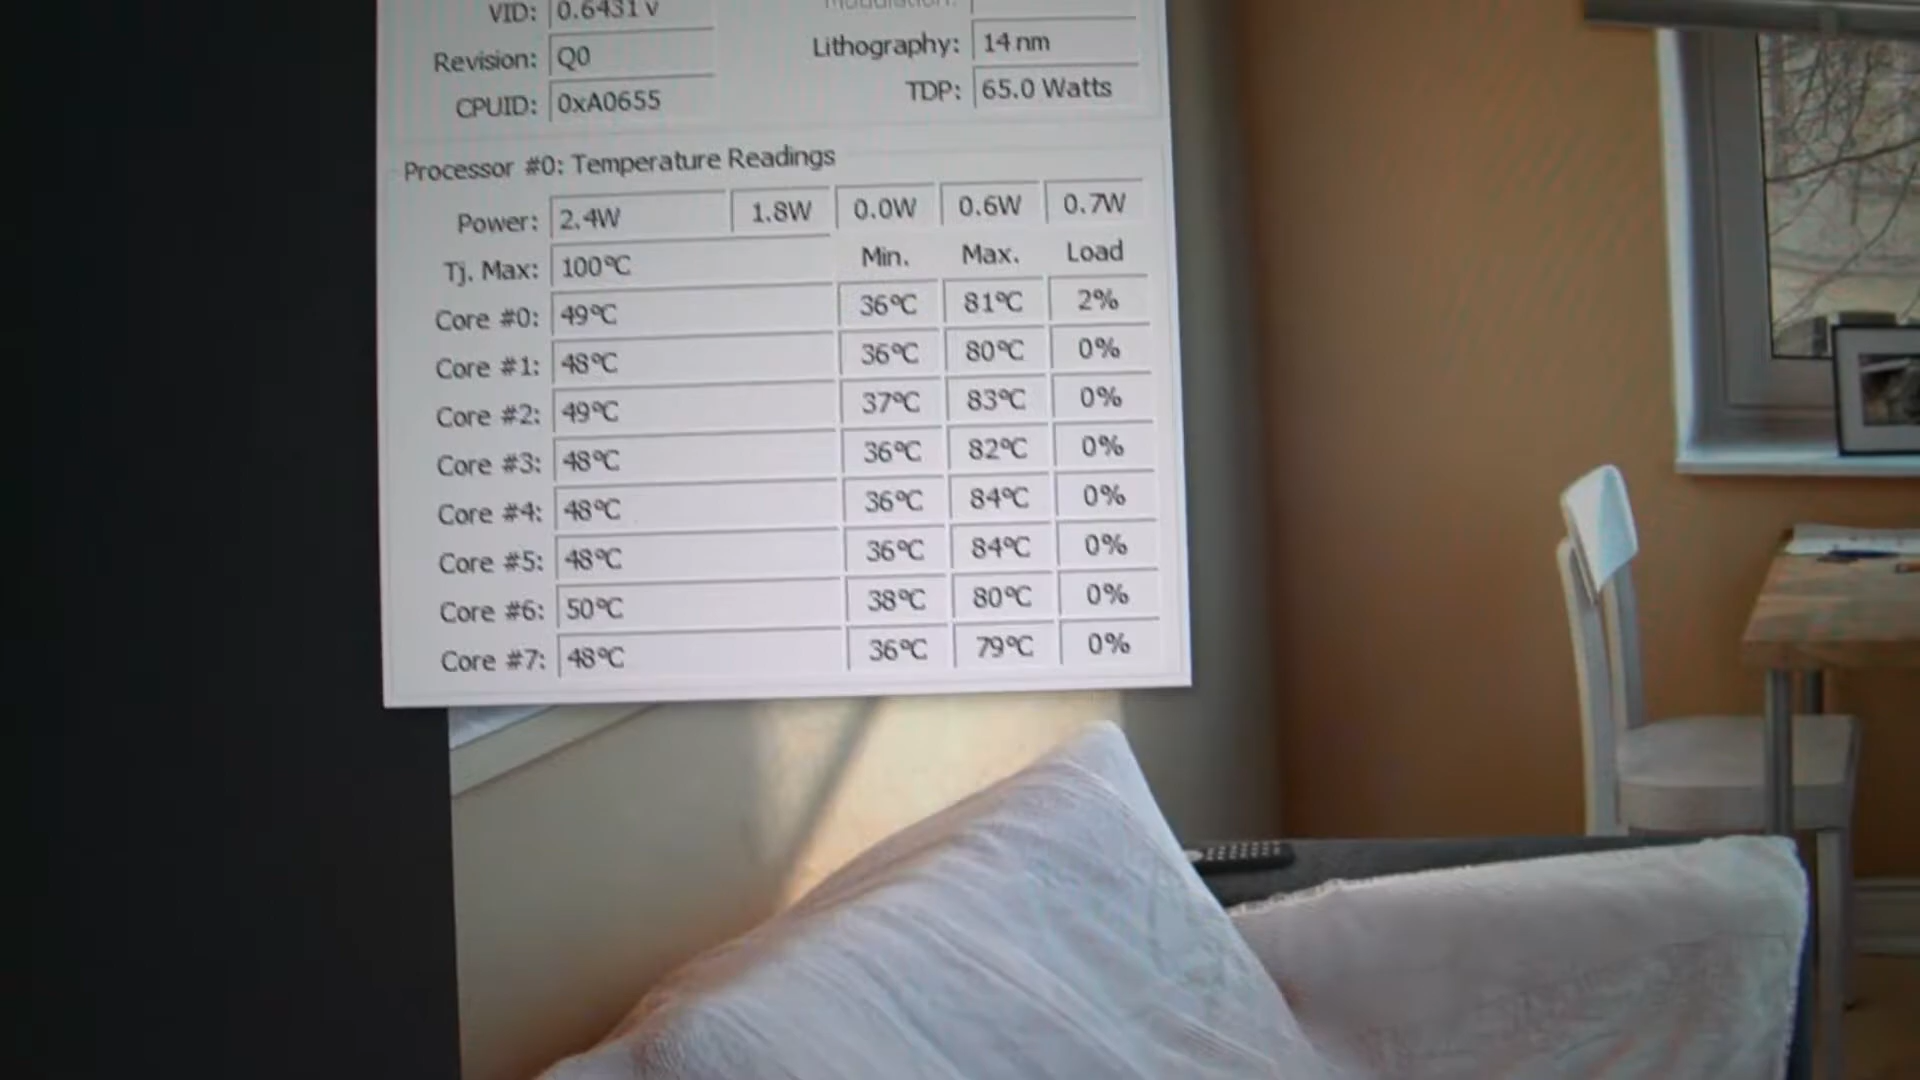 VID: 0.6431 v
Revision: Q0 Lithography: 14 nm
CPUID: 0xA0655 TDP: 65.0 Watts
Processor #0: Temperature Readings
Power: 2.4W 1.8W 0.0W 0.6W 0.7W
Tj. Max: 100°C Min. Max. Load
Core #0: 49°C 36°C 81°C 2%
Core #1: 48°C 36°C 80°C 0%
Core #2: 49°C 37°C 83°C 0%
Core #3: 48°C 36°C 82°C 0%
Core #4: 48°C 36°C 84°C 0%
Core #5: 48°C 36°C 84°C 0%
Core #6: 50°C 38°C 80°C 0%
Core #7: 48°C 36°C 79°C 0%